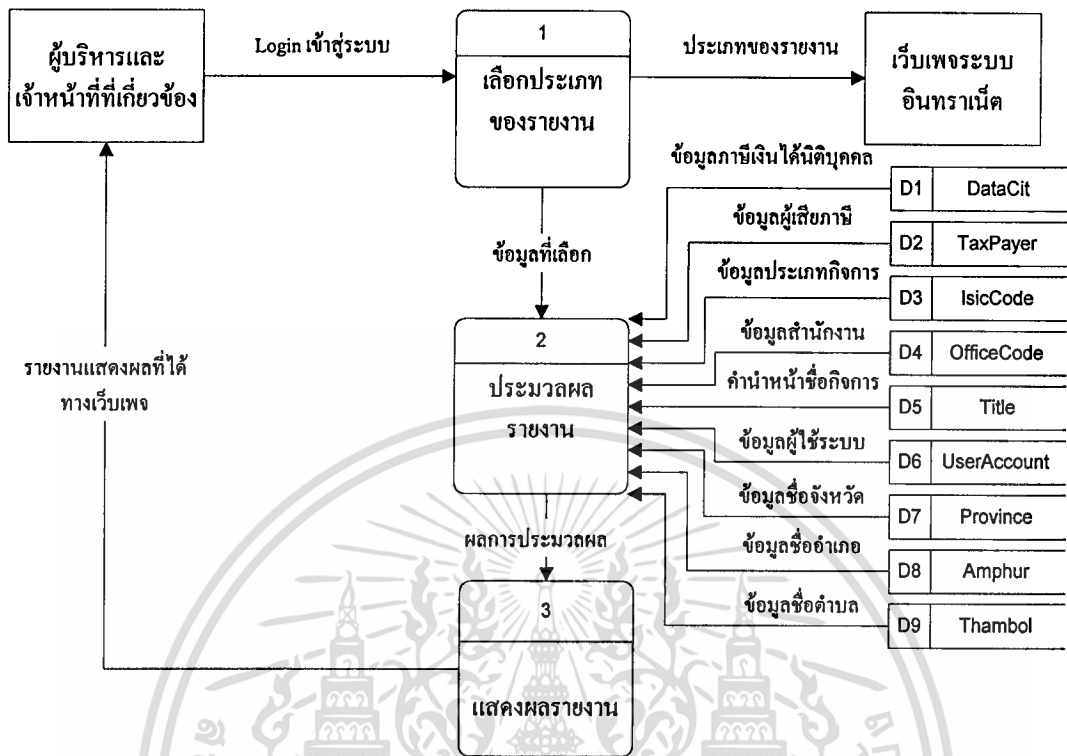 ผู้บริหารและ
เจ้าหน้าที่ที่เกี่ยวข้อง
Login เข้าสู่ระบบ
1
เลือกประเภท
ของรายงาน
ประเภทของรายงาน
เว็บเพจระบบ
อินทราเน็ต
ข้อมูลภาษีเงินได้นิติบุคคล
D1 DataCit
ข้อมูลผู้เสียภาษี
D2 TaxPayer
ข้อมูลที่เลือก
ข้อมูลประเภทกิจการ
D3 IsicCode
2
ประมวลผล
รายงาน
ข้อมูลสำนักงาน
D4 OfficeCode
คำนำหน้าชื่อกิจการ
D5 Title
ข้อมูลผู้ใช้ระบบ
D6 UserAccount
ข้อมูลชื่อจังหวัด
D7 Province
ข้อมูลชื่ออำเภอ
D8 Amphur
ข้อมูลชื่อตำบล
D9 Thambol
รายงานแสดงผลที่ได้
ทางเว็บเพจ
ผลการประมวลผล
3
แสดงผลรายงาน